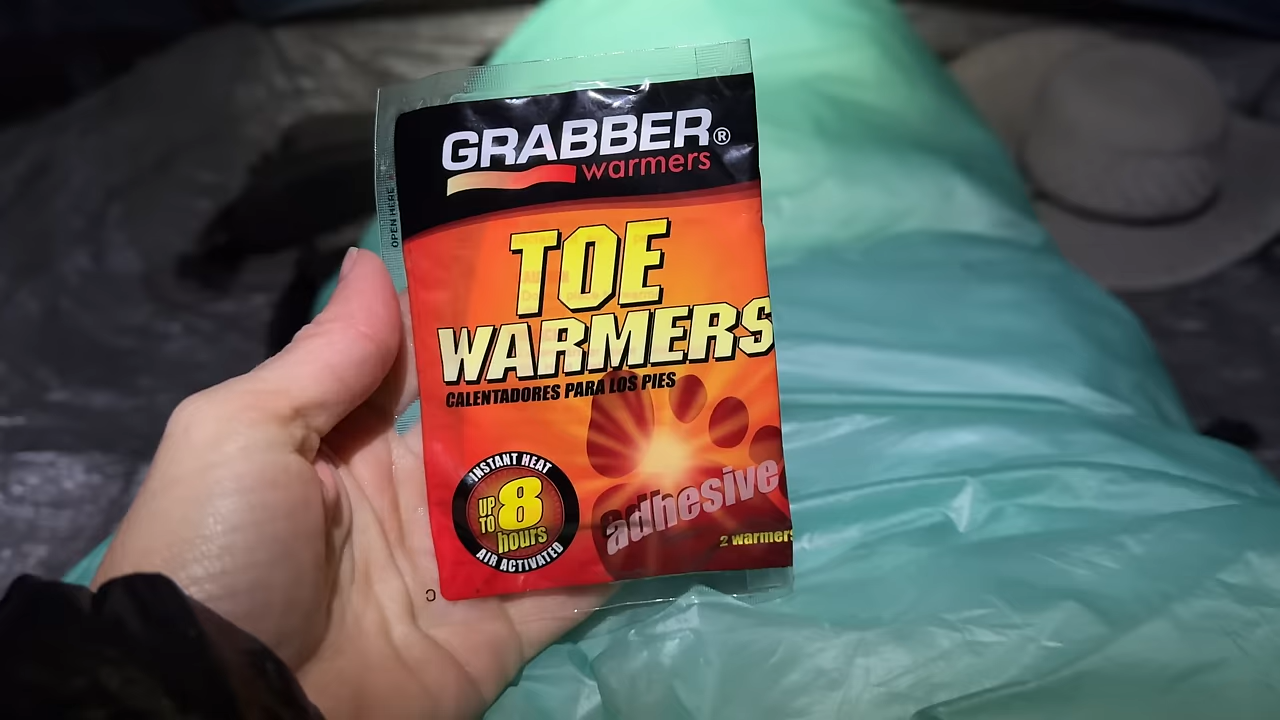 GRABBER®
warmers
OPEN HERE
TOE
WARMERS
CALENTADORES PARA LOS PIES
INSTANT HEAT
UP TO 8 hours
AIR ACTIVATED
adhesive
2 warmers
C